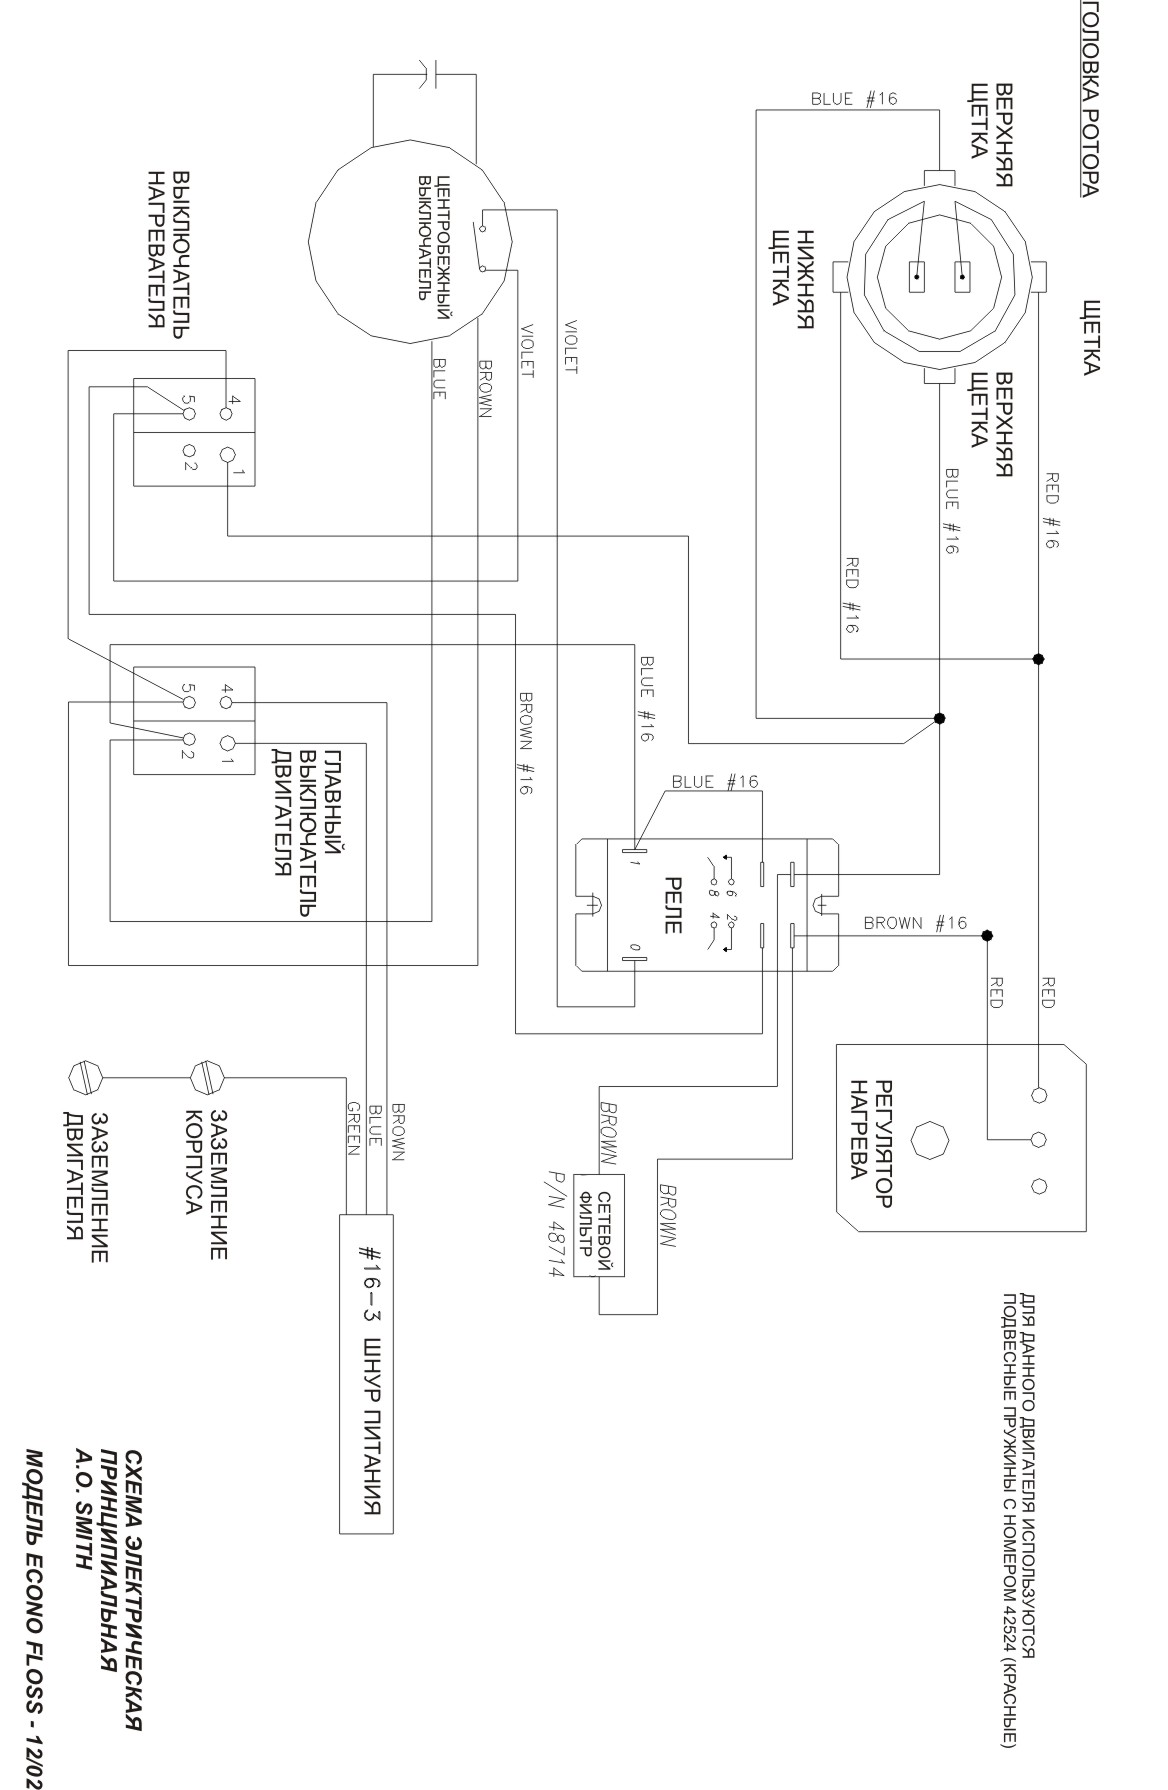 ГОЛОВКА РОТОРА
ЩЕТКА
ВЕРХНЯЯ
ЩЕТКА
BLUE #16
НИЖНЯЯ
ЩЕТКА
ВЕРХНЯЯ
ЩЕТКА
RED #16
BLUE #16
RED #16
ЦЕНТРОБЕЖНЫЙ
ВЫКЛЮЧАТЕЛЬ
VIOLET
VIOLET
BROWN
BLUE
ВЫКЛЮЧАТЕЛЬ
НАГРЕВАТЕЛЯ
4
5
1
2
BLUE #16
BROWN #16
BLUE #16
4
5
1
2
ГЛАВНЫЙ
ВЫКЛЮЧАТЕЛЬ
ДВИГАТЕЛЯ
1
6
8
2
4
0
РЕЛЕ
BROWN #16
RED
RED
РЕГУЛЯТОР
НАГРЕВА
BROWN
BROWN
СЕТЕВОЙ
ФИЛЬТР
P/N 48714
BROWN
BLUE
GREEN
ЗАЗЕМЛЕНИЕ
КОРПУСА
ЗАЗЕМЛЕНИЕ
ДВИГАТЕЛЯ
#16-3 ШНУР ПИТАНИЯ
ДЛЯ ДАННОГО ДВИГАТЕЛЯ ИСПОЛЬЗУЮТСЯ
ПОДВЕСНЫЕ ПРУЖИНЫ С НОМЕРОМ 42524 (КРАСНЫЕ)
СХЕМА ЭЛЕКТРИЧЕСКАЯ
ПРИНЦИПИАЛЬНАЯ
A.O. SMITH
МОДЕЛЬ ECONO FLOSS - 12/02